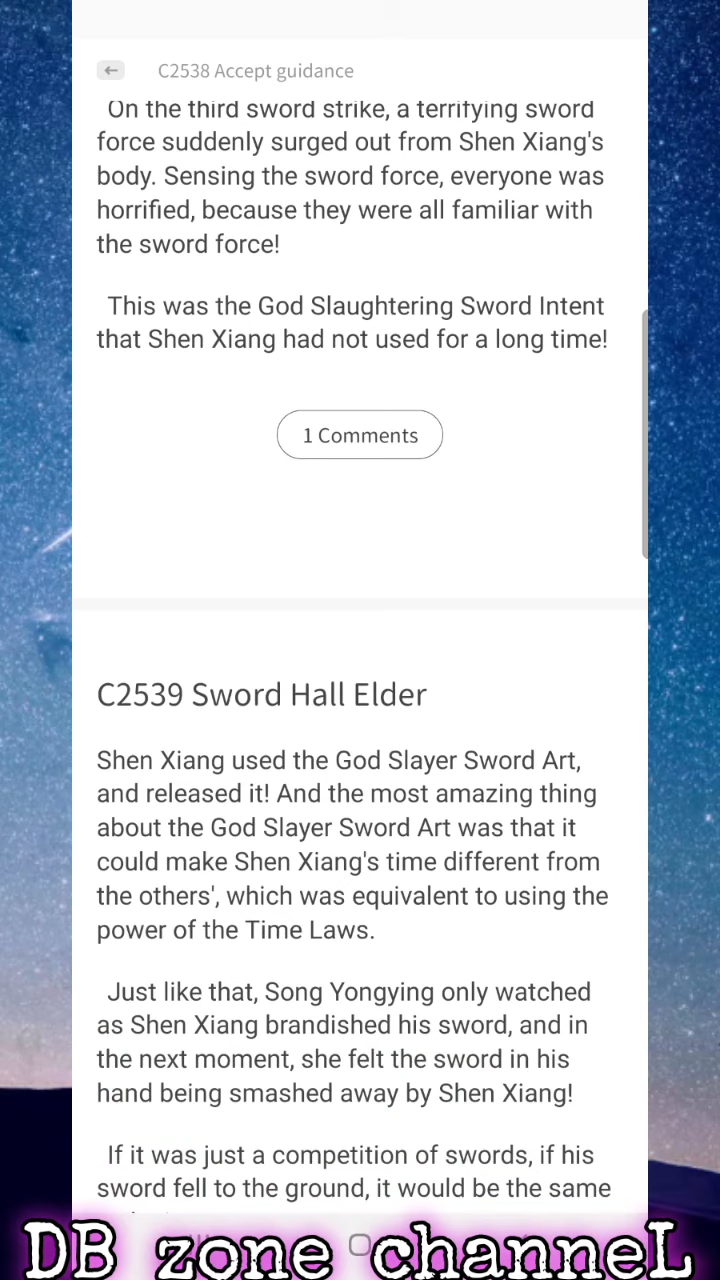 C2538 Accept guidance
On the third sword strike, a terrifying sword
force suddenly surged out from Shen Xiang's
body. Sensing the sword force, everyone was
horrified, because they were all familiar with
the sword force!
This was the God Slaughtering Sword Intent
that Shen Xiang had not used for a long time!
1 Comments
C2539 Sword Hall Elder
Shen Xiang used the God Slayer Sword Art,
and released it! And the most amazing thing
about the God Slayer Sword Art was that it
could make Shen Xiang's time different from
the others', which was equivalent to using the
power of the Time Laws.
Just like that, Song Yongying only watched
as Shen Xiang brandished his sword, and in
the next moment, she felt the sword in his
hand being smashed away by Shen Xiang!
If it was just a competition of swords, if his
sword fell to the ground, it would be the same
DB zone channeL